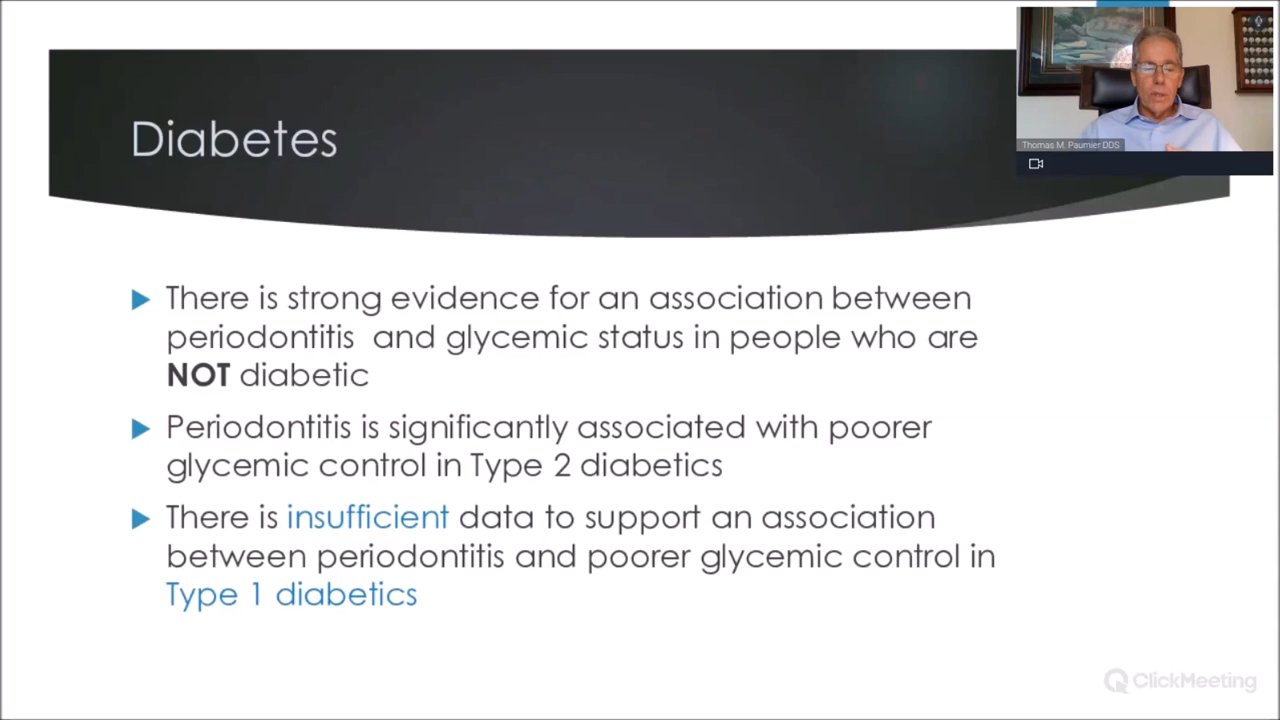 Diabetes
Thomas M. Paumier DDS
There is strong evidence for an association between
periodontitis and glycemic status in people who are
NOT diabetic
Periodontitis is significantly associated with poorer
glycemic control in Type 2 diabetics
There is insufficient data to support an association
between periodontitis and poorer glycemic control in
Type 1 diabetics
ClickMeeting